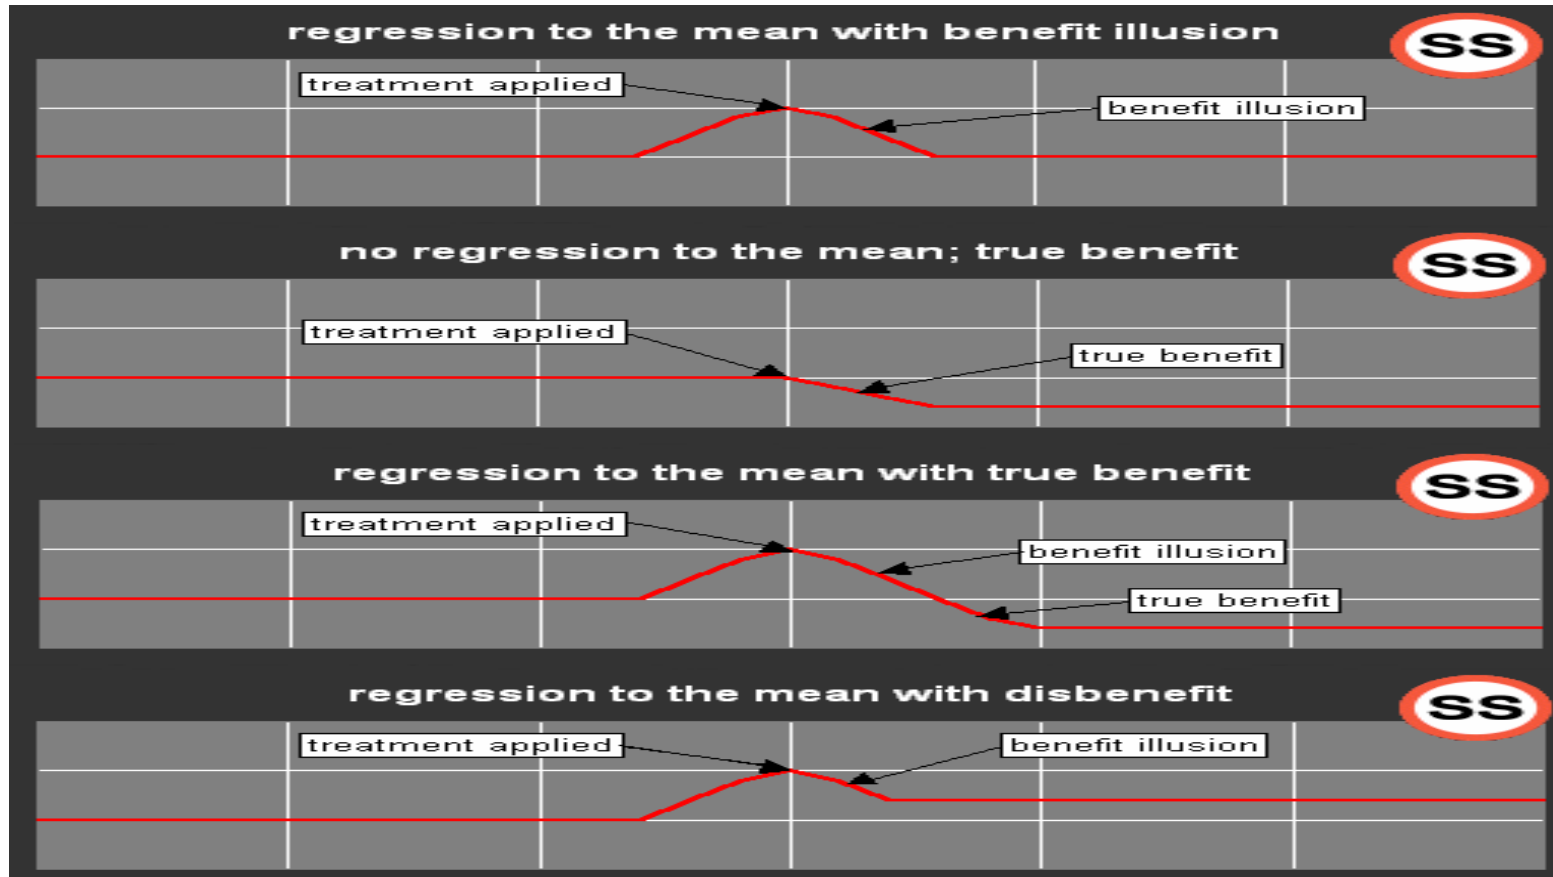 regression to the mean with benefit illusion
SS
treatment applied
benefit illusion
no regression to the mean; true benefit
SS
treatment applied
true benefit
regression to the mean with true benefit
SS
treatment applied
benefit illusion
true benefit
regression to the mean with disbenefit
SS
treatment applied
benefit illusion